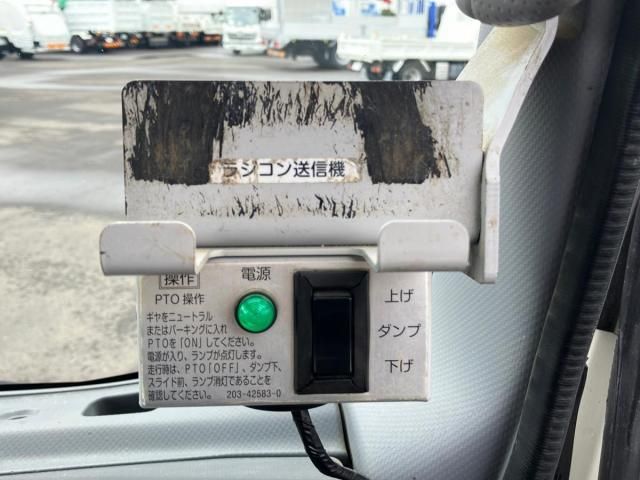 ラジコン送信機
操作
電源
PTO 操作
ギヤをニュートラル
またはパーキングに入れ
PTOを「ON」してください。
電源が入り、ランプが点灯します。
走行時は、PTO「OFF」、ダンプ下、
スライド前、ランプ消灯であることを
確認してください。
203-42583-0
上げ
ダンプ
下げ